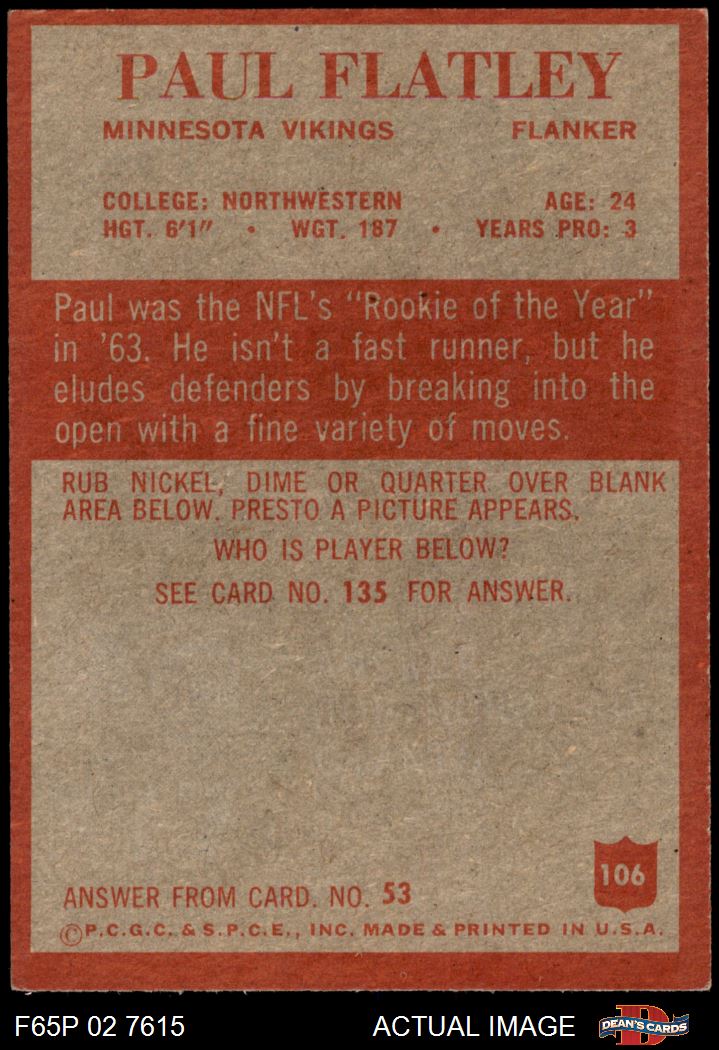 PAUL FLATLEY
MINNESOTA VIKINGS FLANKER
COLLEGE: NORTHWESTERN AGE: 24
HGT. 6'1" • WGT. 187 • YEARS PRO: 3
Paul was the NFL's "Rookie of the Year"
in '63. He isn't a fast runner, but he
eludes defenders by breaking into the
open with a fine variety of moves.
RUB NICKEL, DIME OR QUARTER OVER BLANK
AREA BELOW. PRESTO A PICTURE APPEARS.
WHO IS PLAYER BELOW?
SEE CARD NO. 135 FOR ANSWER.
106
ANSWER FROM CARD. NO. 53
©P.C.G.C. & S.P.C.E., INC. MADE & PRINTED IN U.S.A.
F65P 02 7615 ACTUAL IMAGE DEAN'S CARDS